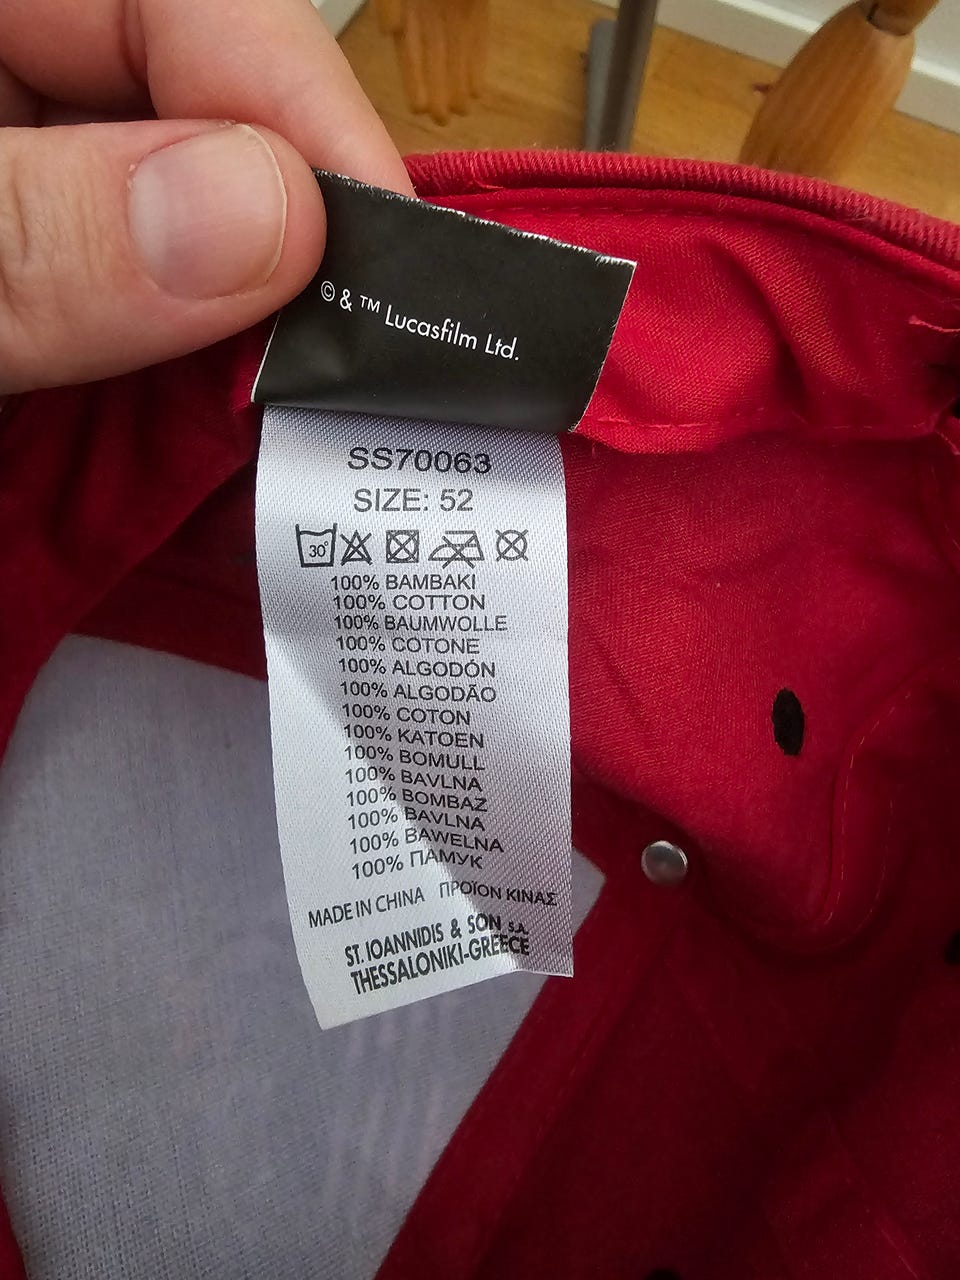 © & ™ Lucasfilm Ltd.
SS70063
SIZE: 52
30°
100% BAMBAKI
100% COTTON
100% BAUMWOLLE
100% COTONE
100% ALGODÓN
100% ALGODÃO
100% COTON
100% KATOEN
100% BOMULL
100% BAVLNA
100% BOMBAZ
100% BAVLNA
100% BAWELNA
100% ПАМУК
MADE IN CHINA ΠΡΟΪΟΝ ΚΙΝΑΣ
ST. IOANNIDIS & SON S.A.
THESSALONIKI-GREECE